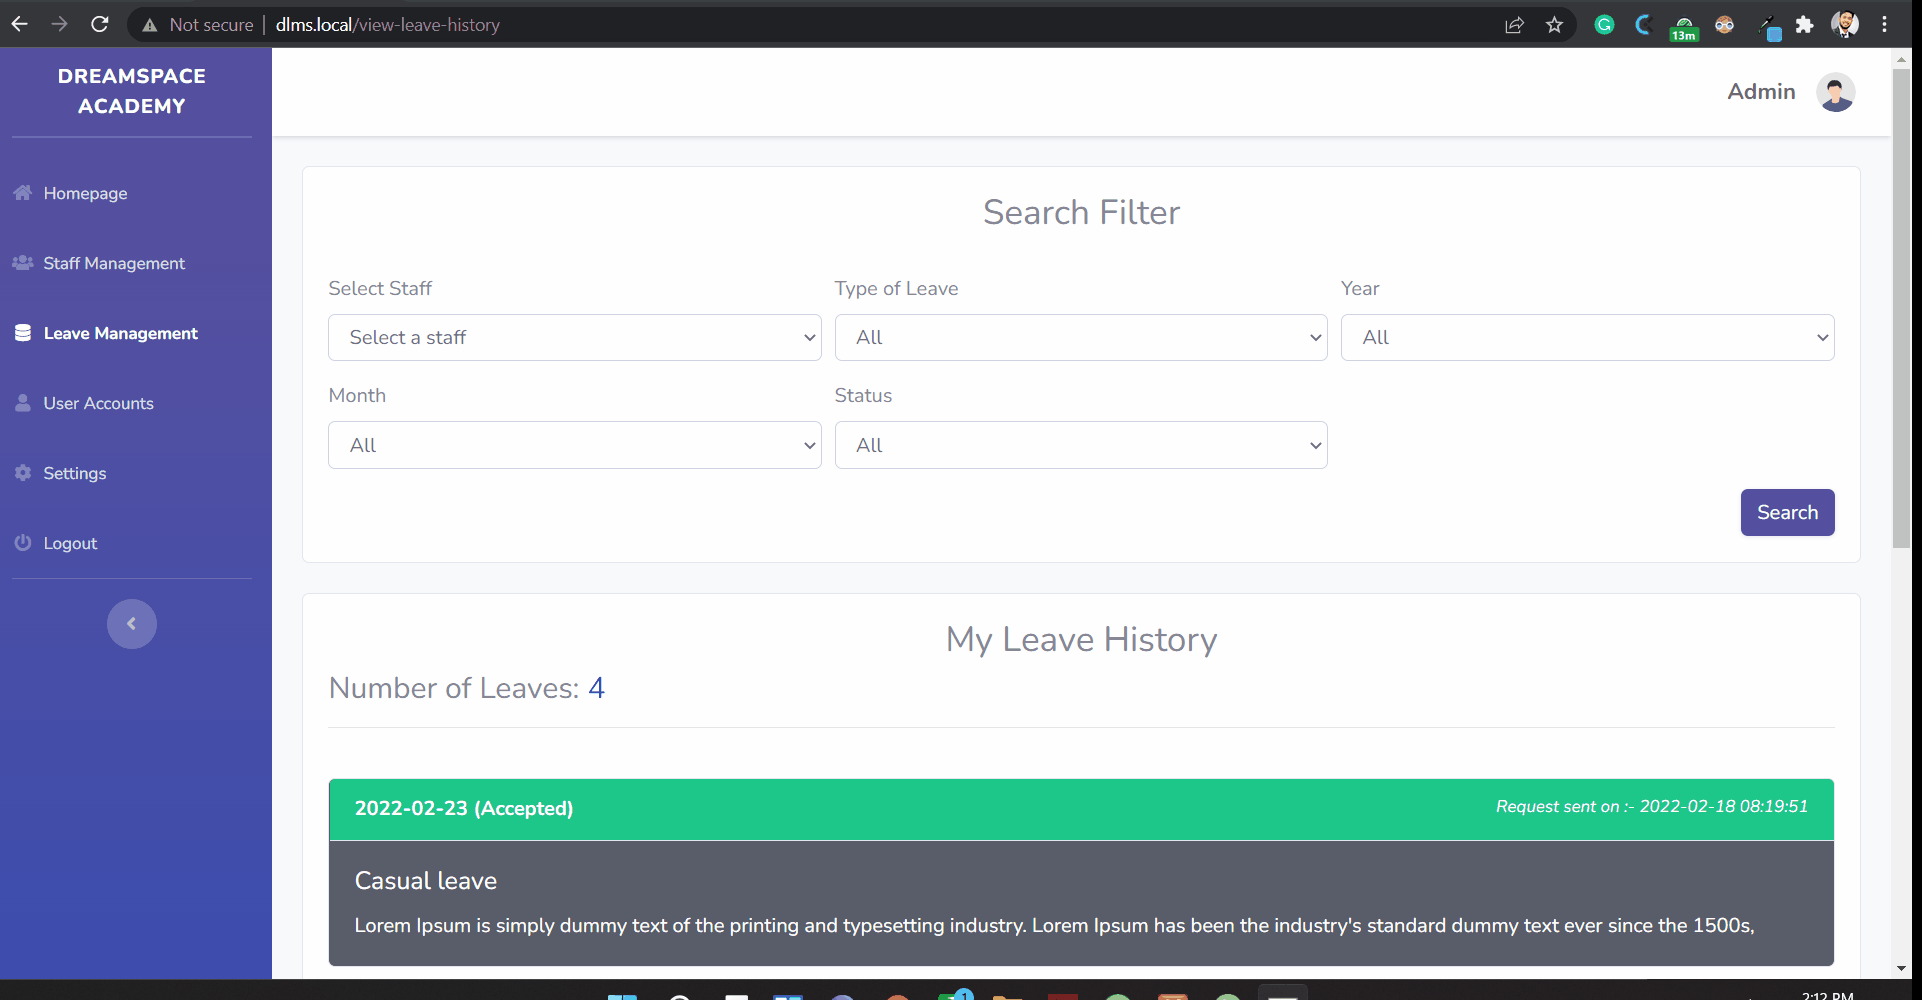 Not secure | dlms.local/view-leave-history
13m
DREAMSPACE
ACADEMY
Admin
Homepage
Staff Management
Leave Management
User Accounts
Settings
Logout
Search Filter
Select Staff
Type of Leave
Year
Select a staff
All
All
Month
Status
All
All
Search
My Leave History
Number of Leaves: 4
2022-02-23 (Accepted)
Request sent on :- 2022-02-18 08:19:51
Casual leave
Lorem Ipsum is simply dummy text of the printing and typesetting industry. Lorem Ipsum has been the industry's standard dummy text ever since the 1500s,
1
2:12 PM